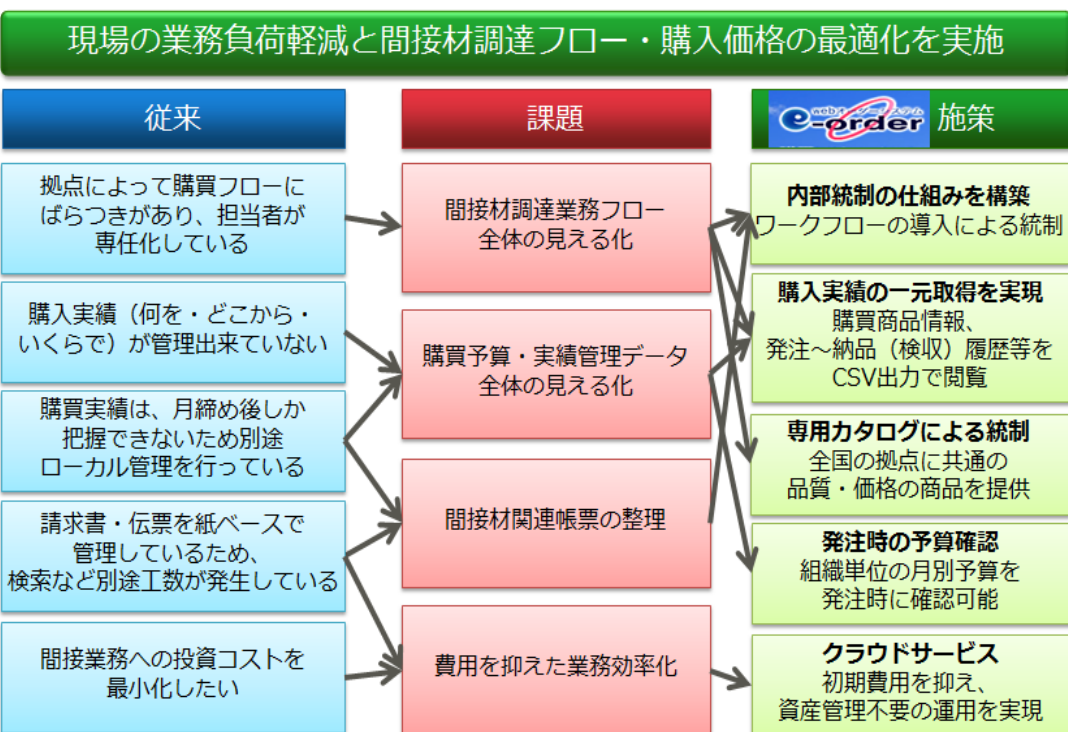 現場の業務負荷軽減と間接材調達フロー・購入価格の最適化を実施
従来
拠点によって購買フローに
ばらつきがあり、担当者が
専任化している
購入実績（何を・どこから・
いくらで）が管理出来ていない
購買実績は、月締め後しか
把握できないため別途
ローカル管理を行っている
請求書・伝票を紙ベースで
管理しているため、
検索など別途工数が発生している
間接業務への投資コストを
最小化したい
課題
間接材調達業務フロー
全体の見える化
購買予算・実績管理データ
全体の見える化
間接材関連帳票の整理
費用を抑えた業務効率化
e-order 施策
内部統制の仕組みを構築
ワークフローの導入による統制
購入実績の一元取得を実現
購買商品情報、
発注～納品（検収）履歴等を
CSV出力で閲覧
専用カタログによる統制
全国の拠点に共通の
品質・価格の商品を提供
発注時の予算確認
組織単位の月別予算を
発注時に確認可能
クラウドサービス
初期費用を抑え、
資産管理不要の運用を実現